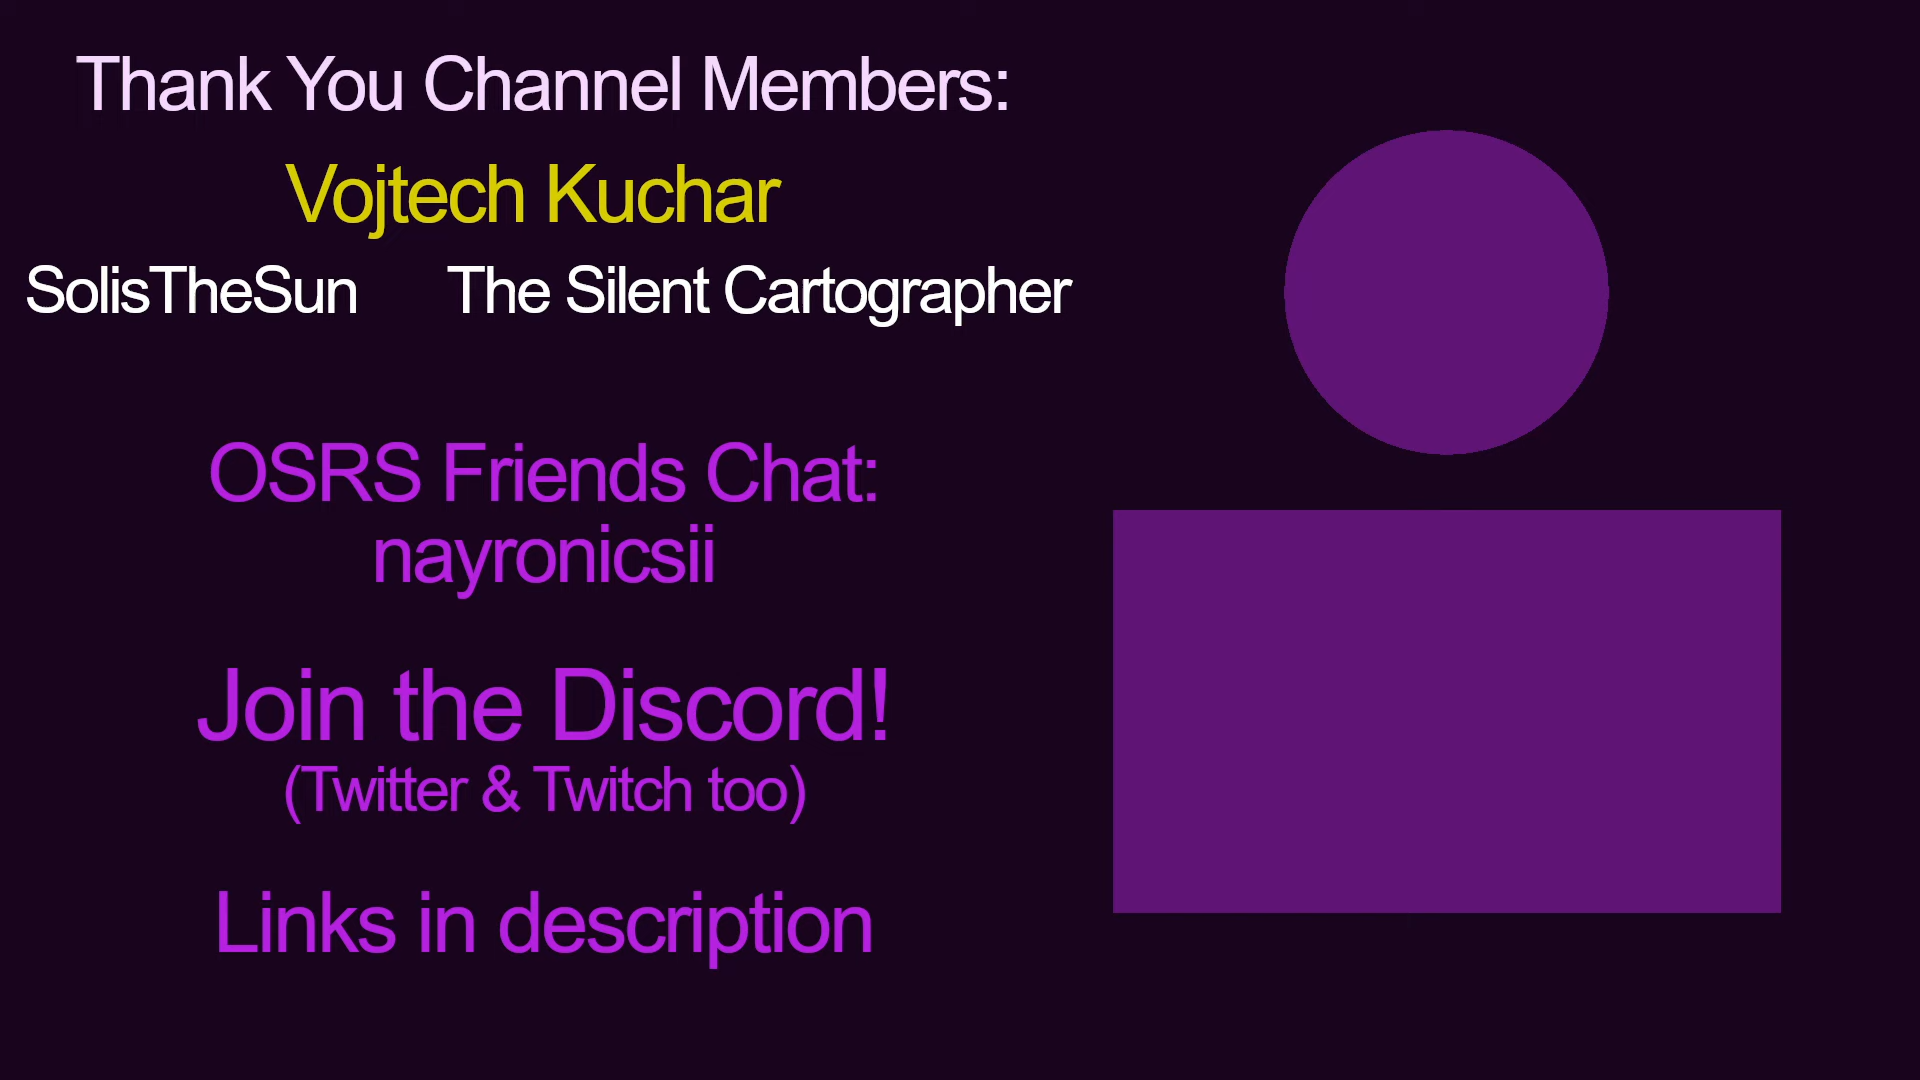 Thank You Channel Members:
Vojtech Kuchar
SolisTheSun The Silent Cartographer
OSRS Friends Chat:
nayronicsii
Join the Discord!
(Twitter & Twitch too)
Links in description